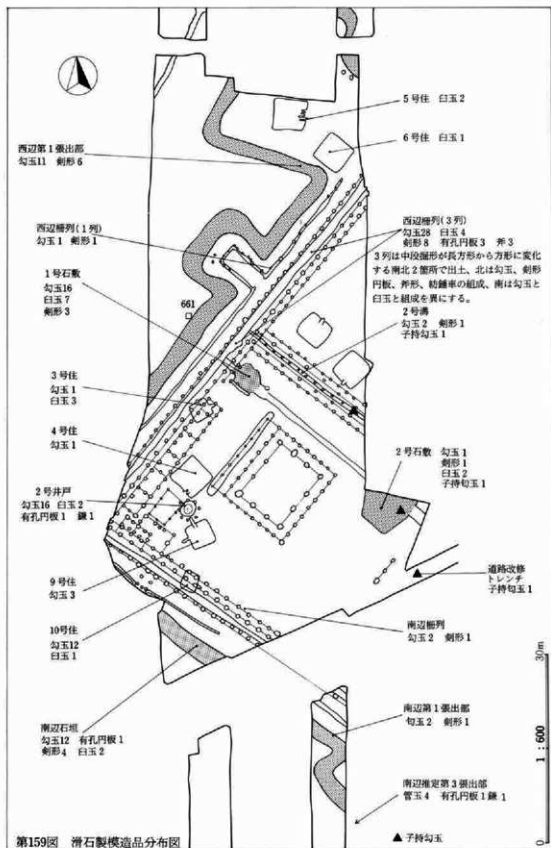 5号住 臼玉2
6号住 臼玉1
西辺第1張出部
勾玉11 剣形6
西辺柵列(1列)
勾玉1 剣形1
西辺柵列(3列)
勾玉28 臼玉4
剣形8 有孔円板3 斧3
3列は中段掘形が長方形から方形に変化
する南北2箇所で出土、北は勾玉、剣形
円板、斧形、紡錘車の組成、南は勾玉と
臼玉と組成を異にする。
1号石敷
勾玉16
臼玉7
剣形3
661
2号溝
勾玉2 剣形1
子持勾玉1
3号住
勾玉1
臼玉3
4号住
勾玉1
2号石敷 勾玉1
剣形1
臼玉2
子持勾玉1
2号井戸
勾玉16 臼玉2
有孔円板1 鎌1
道路改修
トレンチ
子持勾玉1
9号住
勾玉3
10号住
勾玉12
臼玉1
南辺柵列
勾玉2 剣形1
南辺石垣
勾玉12 有孔円板1
剣形4 臼玉2
南辺第1張出部
勾玉2 剣形1
南辺推定第3張出部
管玉4 有孔円板1鎌1
30m
1:600
0
▲子持勾玉
第159図 滑石製模造品分布図